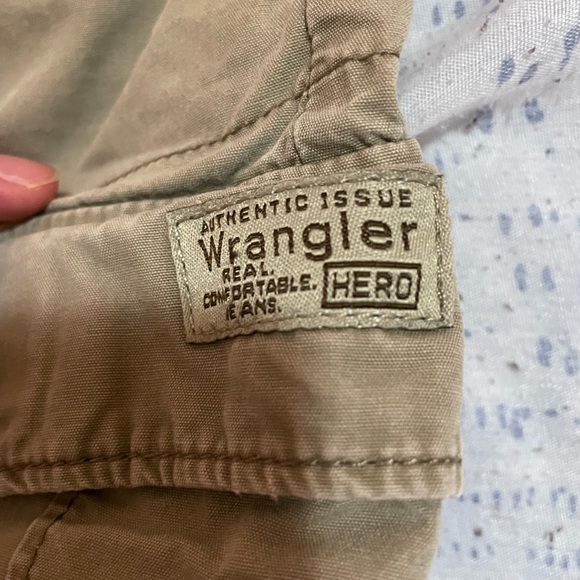 AUTHENTIC ISSUE
Wrangler
REAL.
COMFORTABLE.
JEANS.
HERO